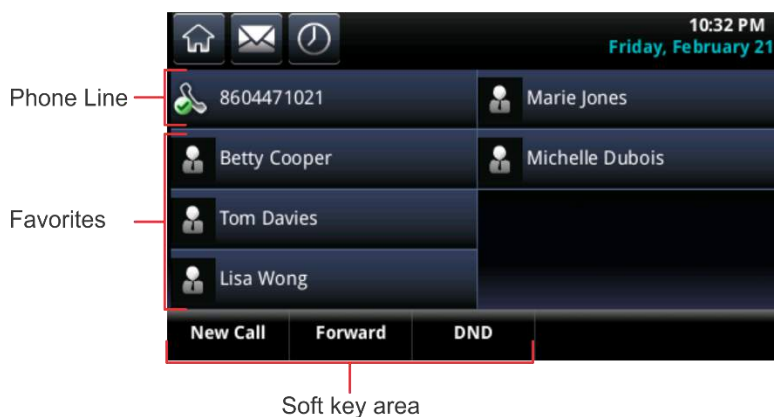 10:32 PM
Friday, February 21
Phone Line
8604471021
Marie Jones
Betty Cooper
Michelle Dubois
Favorites
Tom Davies
Lisa Wong
New Call Forward DND
Soft key area